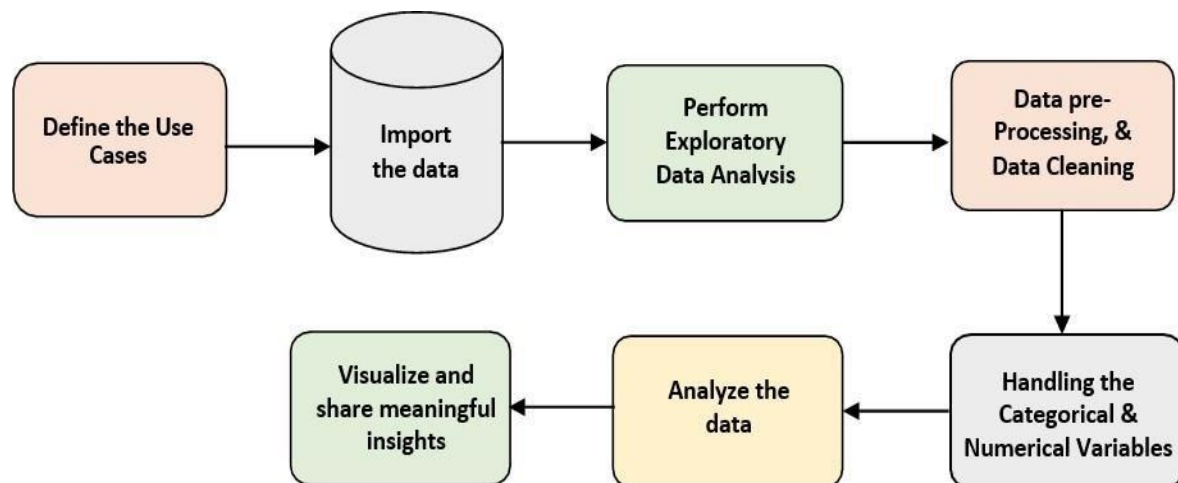 Define the Use
Cases
Import
the data
Perform
Exploratory
Data Analysis
Data pre-
Processing, &
Data Cleaning
Handling the
Categorical &
Numerical Variables
Analyze the
data
Visualize and
share meaningful
insights